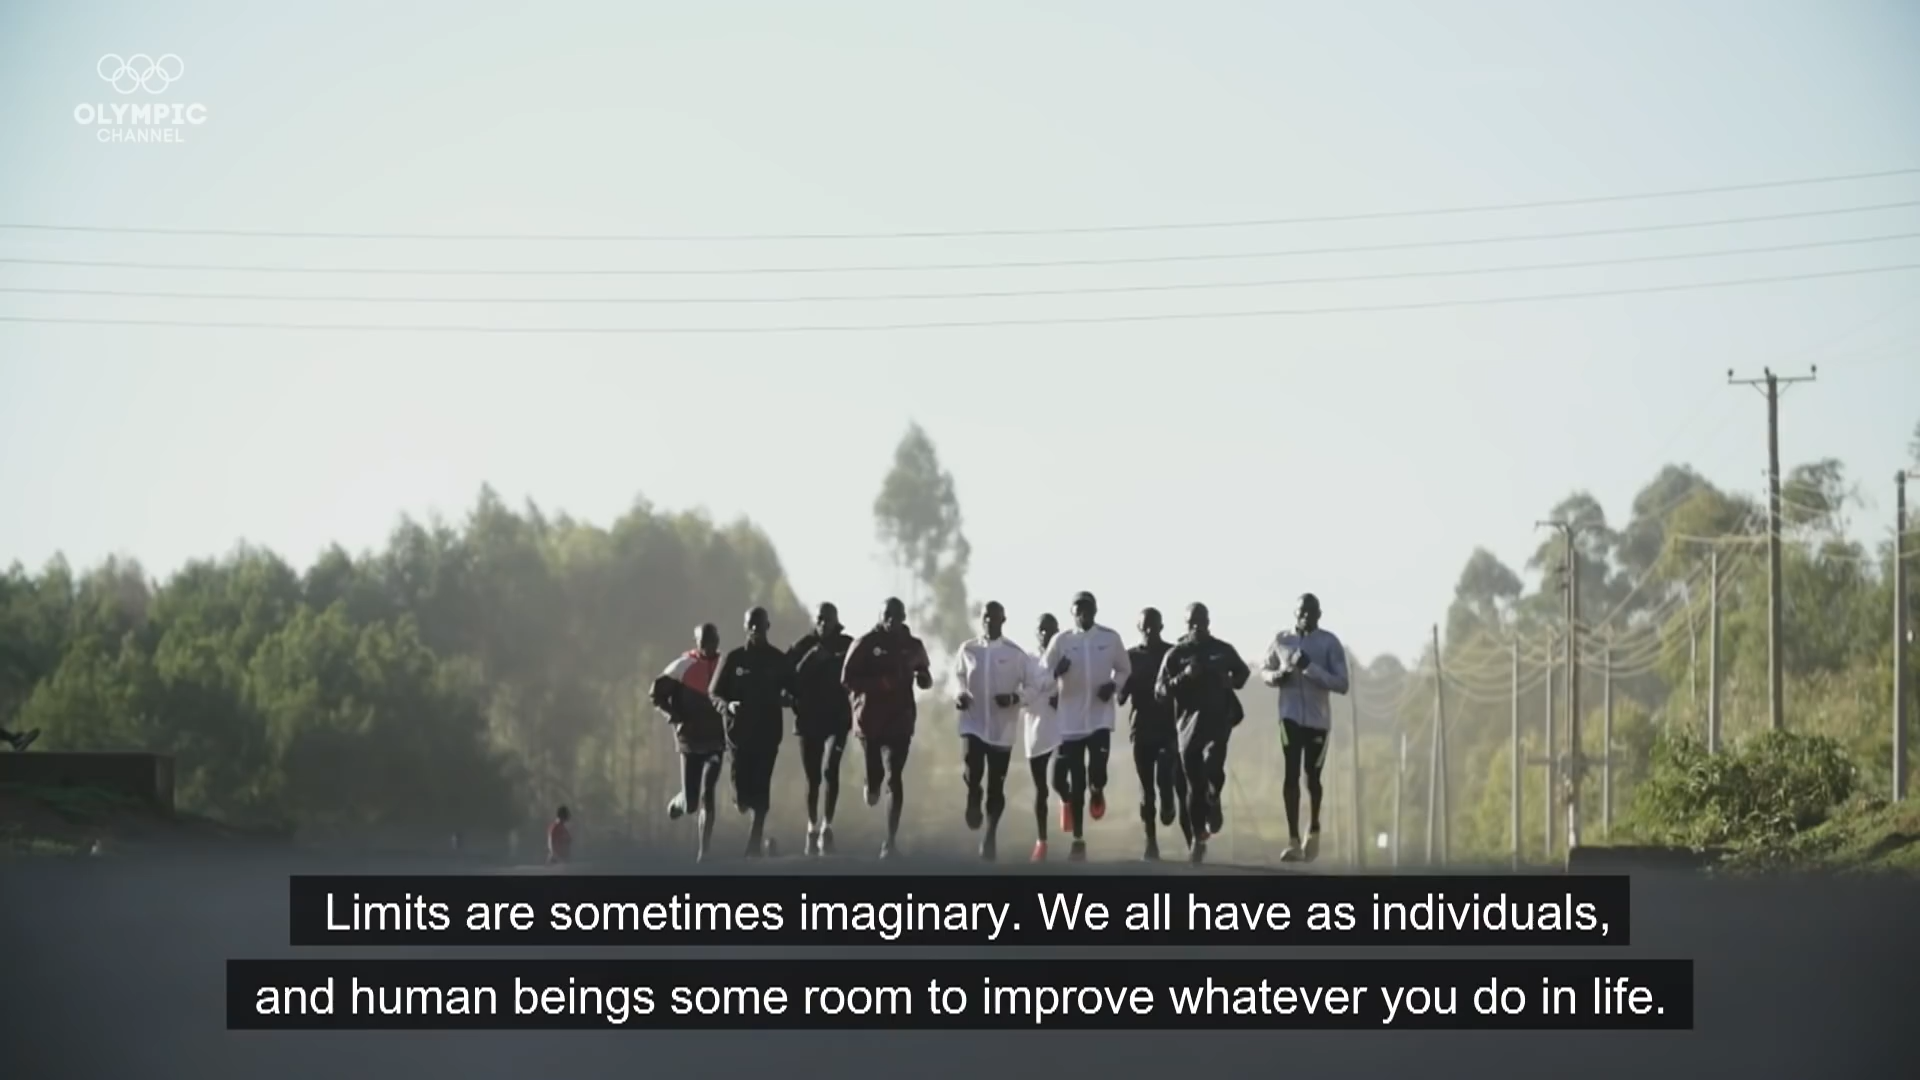 OLYMPIC
CHANNEL
Limits are sometimes imaginary. We all have as individuals,
and human beings some room to improve whatever you do in life.